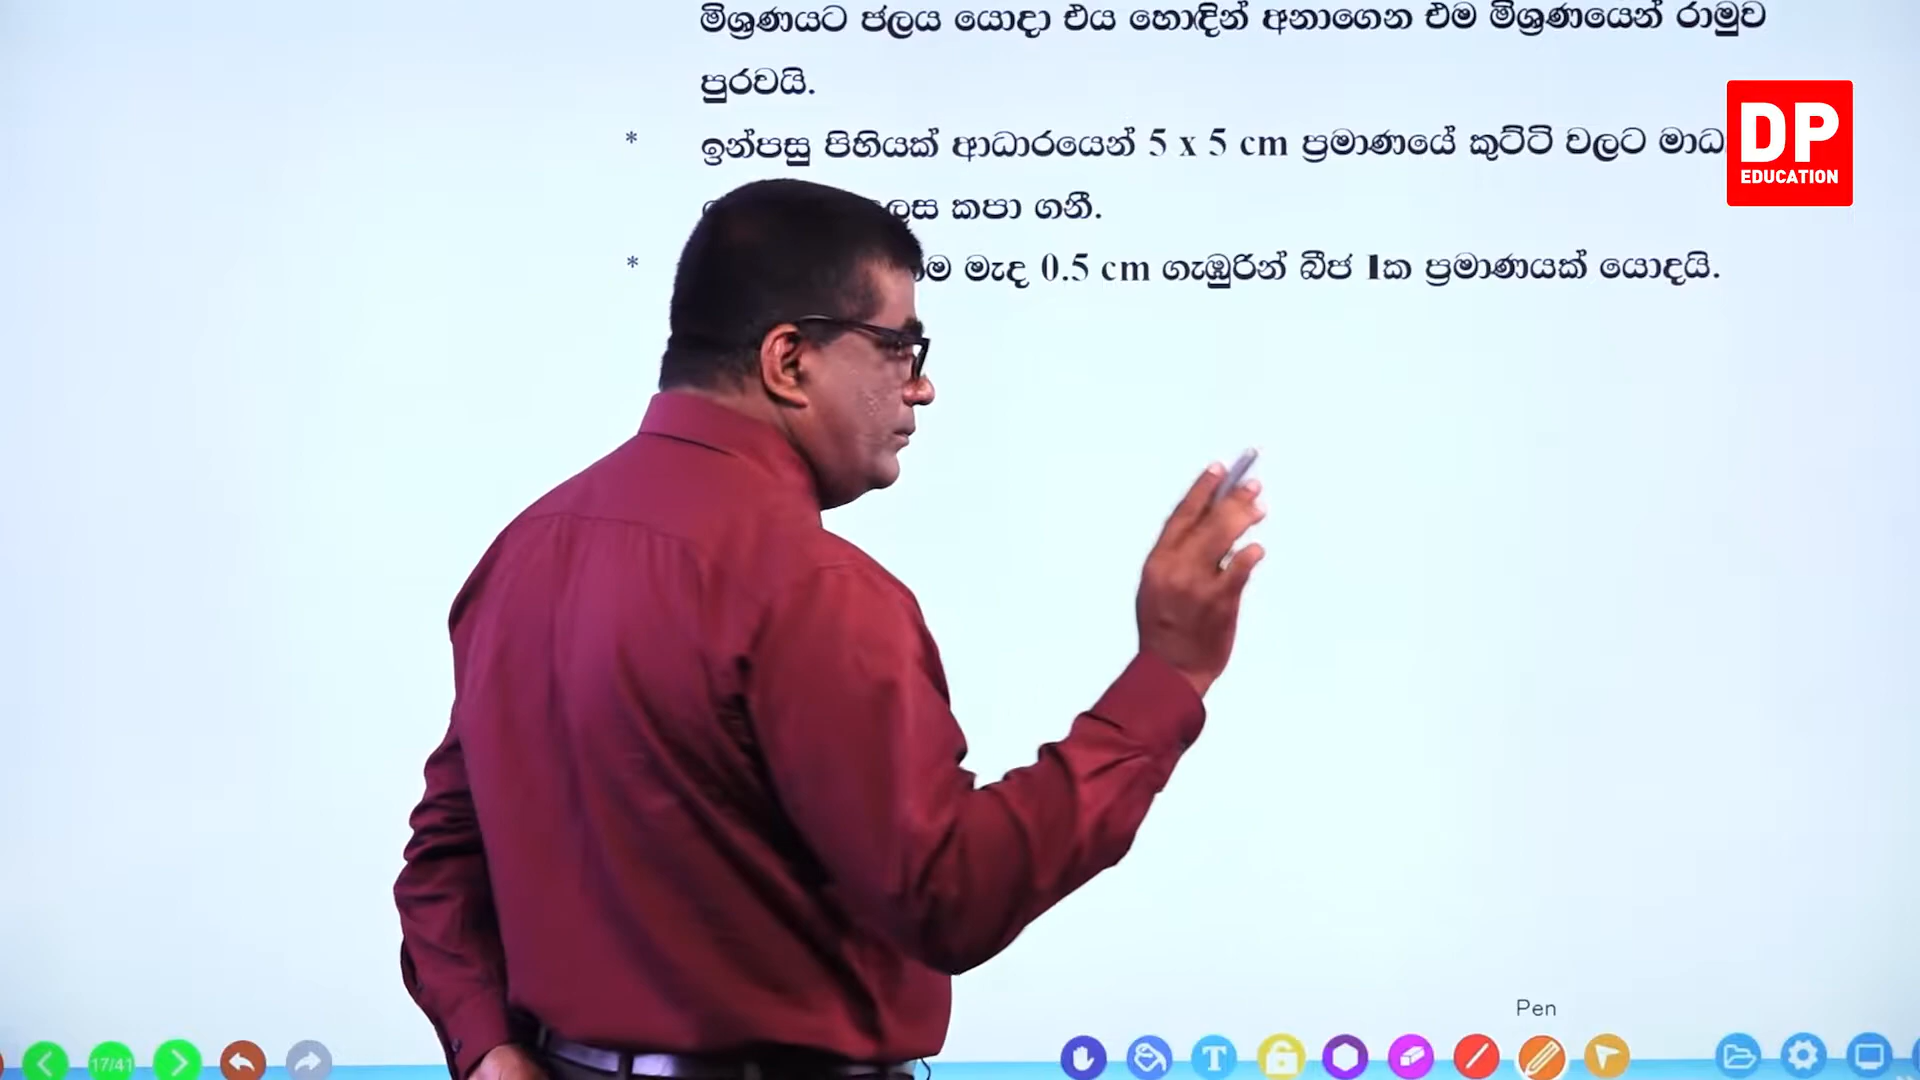 මිශ්‍රණයට ජලය යොදා එය හොඳින් අනාගෙන එම මිශ්‍රණයෙන් රාමුව
පුරවයි.
* ඉන්පසු පිහියක් ආධාරයෙන් 5 x 5 cm ප්‍රමාණයේ කුට්ටි වලට
කපා ගනී.
* මැද 0.5 cm ගැඹුරින් බීජ 1ක ප්‍රමාණයක් යොදයි.
DP
EDUCATION
Pen
17/41
T